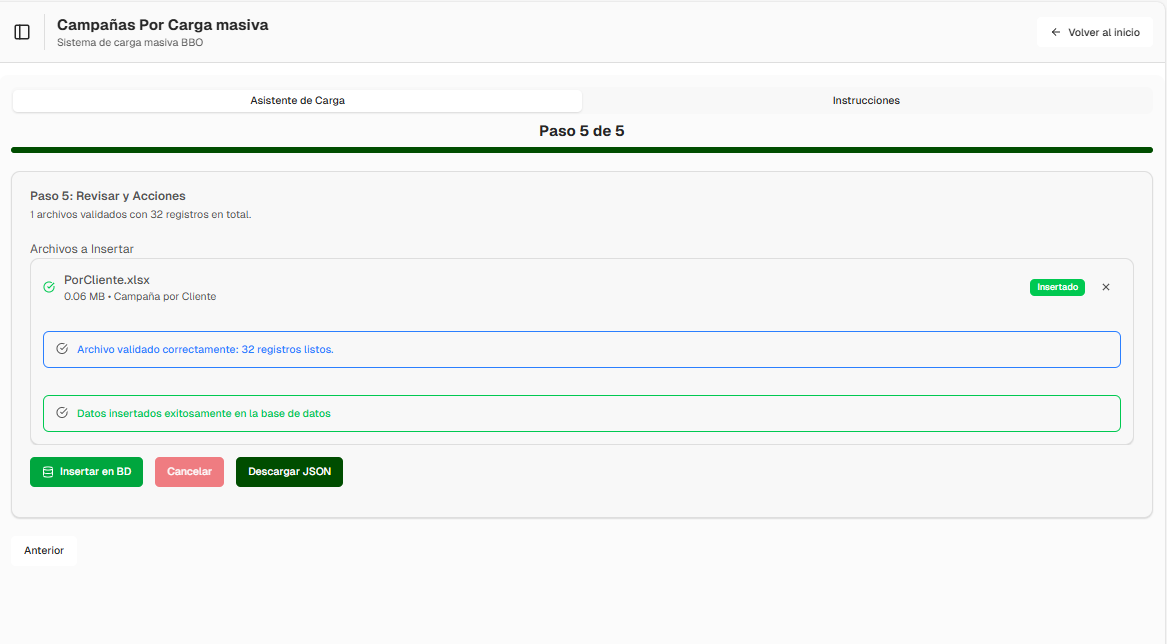 Campañas Por Carga masiva
Sistema de carga masiva BBO
Volver al inicio
Asistente de Carga
Instrucciones
Paso 5 de 5
Paso 5: Revisar y Acciones
1 archivos validados con 32 registros en total.
Archivos a Insertar
PorCliente.xlsx
0.06 MB • Campaña por Cliente
Insertado
Archivo validado correctamente: 32 registros listos.
Datos insertados exitosamente en la base de datos
Insertar en BD
Cancelar
Descargar JSON
Anterior